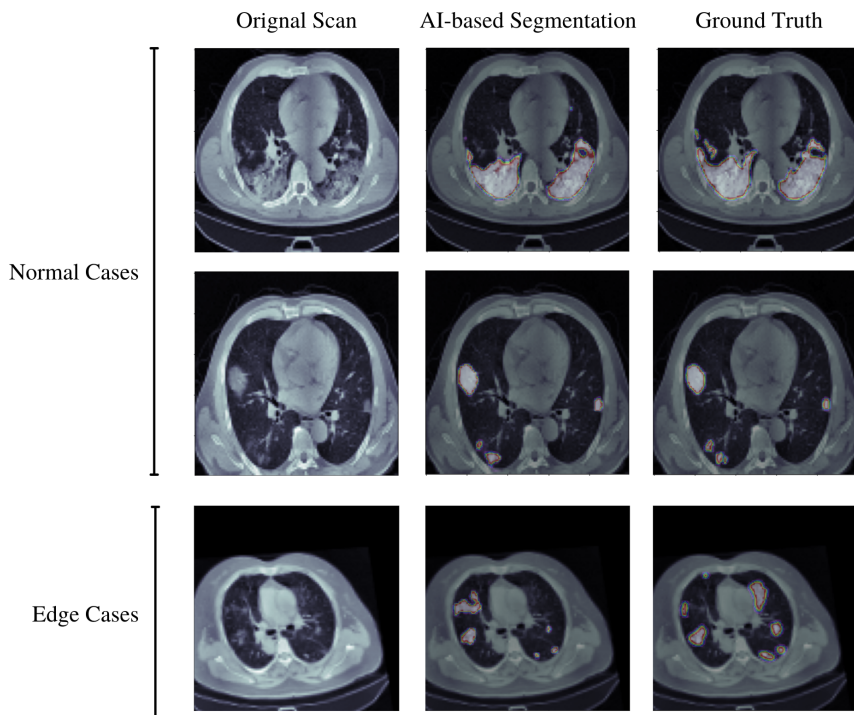 Orignal Scan
AI-based Segmentation
Ground Truth
Normal Cases
Edge Cases